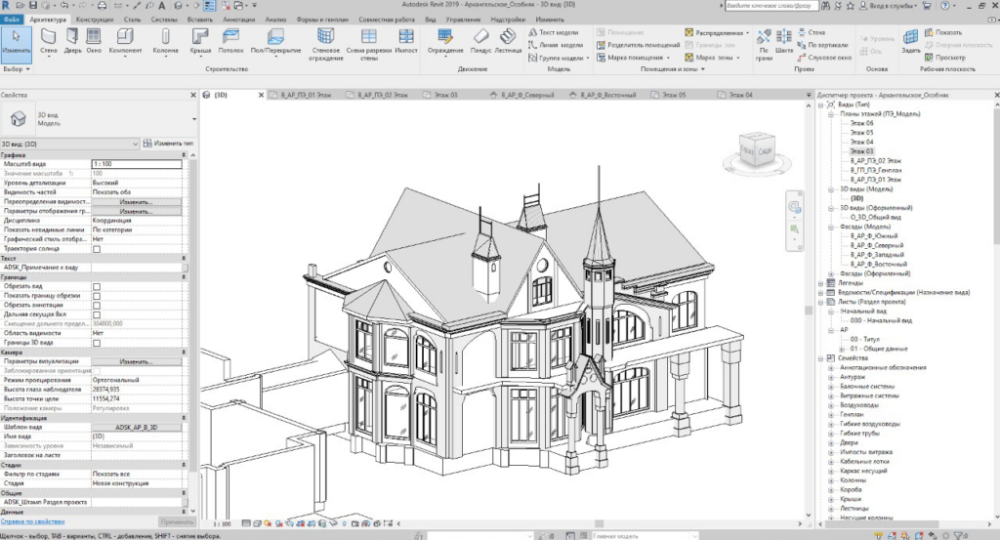 Autodesk Revit 2019 - Архангельское_Особняк - 3D вид: {3D}
Введите ключевое слово/фразу
Вход в службы
Файл Архитектура Конструкции Сталь Системы Вставить Аннотации Анализ Формы и генплан Совместная работа Вид Управление Надстройки Изменить
Изменить Стена Дверь Окно Компонент Колонна Крыша Потолок Пол/Перекрытие Стеновое ограждение Схема разрезки стены Импост Ограждение Пандус Лестница
Текст модели
Линия модели
Группа модели
Помещение
Разделитель помещений
Марка помещения
Распределенная
Границы зон
Марка зоны
По грани
Шахта
Стена
По вертикали
Слуховое окно
Уровень
Ось
Задать
Показать
Опорная плоскость
Просмотр
Выбор Строительство Движение Модель Помещения и зоны Проем Основа Рабочая плоскость
Свойства
3D вид
Модель
3D вид: {3D}
Изменить тип
Графика
Масштаб вида 1 : 100
Значение масштаба 1: 100
Уровень детализации Высокий
Видимость частей Показать оба
Переопределения видимост... Изменить...
Параметры отображения гр... Изменить...
Дисциплина Координация
Показать невидимые линии По категории
Графический стиль отобра... Нет
Траектория солнца
Текст
ADSK_Примечание к виду
Границы
Обрезать вид
Показать границу обрезки
Обрезать аннотации
Дальняя секущая Вкл
Смещение дальнего предел... 304800,000
Область видимости Нет
Границы 3D вида
Камера
Параметры визуализации Изменить...
Заблокированная ориентация
Режим проецирования Ортогональный
Высота глаза наблюдателя 28374,935
Высота точки цели 11554,274
Положение камеры Регулировка
Идентификация
Шаблон вида ADSK_АР_В_3D
Имя вида {3D}
Зависимость уровня Независимый
Заголовок на листе
Стадии
Фильтр по стадиям Показать все
Стадия Новая конструкция
Общие
ADSK_Штамп Раздел проекта
Данные
Справка по свойствам
Применить
{3D} В_АР_ПЭ_01 Этаж В_АР_ПЭ_02 Этаж Этаж 03 В_АР_Ф_Северный В_АР_Ф_Восточный Этаж 05 Этаж 04
1 : 100
Диспетчер проекта - Архангельское_Особняк
Виды (Тип)
Планы этажей (ПЭ_Модель)
Этаж 06
Этаж 05
Этаж 04
Этаж 03
В_АР_ПЭ_02 Этаж
В_ГП_ПЭ_Генплан
В_АР_ПЭ_01 Этаж
3D виды (Модель)
{3D}
3D виды (Оформленный)
О_3D_Общий вид
Фасады (Модель)
В_АР_Ф_Южный
В_АР_Ф_Северный
В_АР_Ф_Западный
В_АР_Ф_Восточный
Фасады (Оформленный)
Легенды
Ведомости/Спецификации (Назначение вида)
Листы (Раздел проекта)
Начальный вид
000 - Начальный вид
АР
00 - Титул
01 - Общие данные
Семейства
Аннотационные обозначения
Антураж
Балочные системы
Витражные системы
Воздуховоды
Генплан
Гибкие воздуховоды
Гибкие трубы
Двери
Импосты витража
Кабельные лотки
Каркас несущий
Колонны
Короба
Крыши
Лестницы
Несущие колонны
Щелчок - выбор, TAB - варианты, CTRL - добавление, SHIFT - снятие выбора.
:0
Главная модель
:0